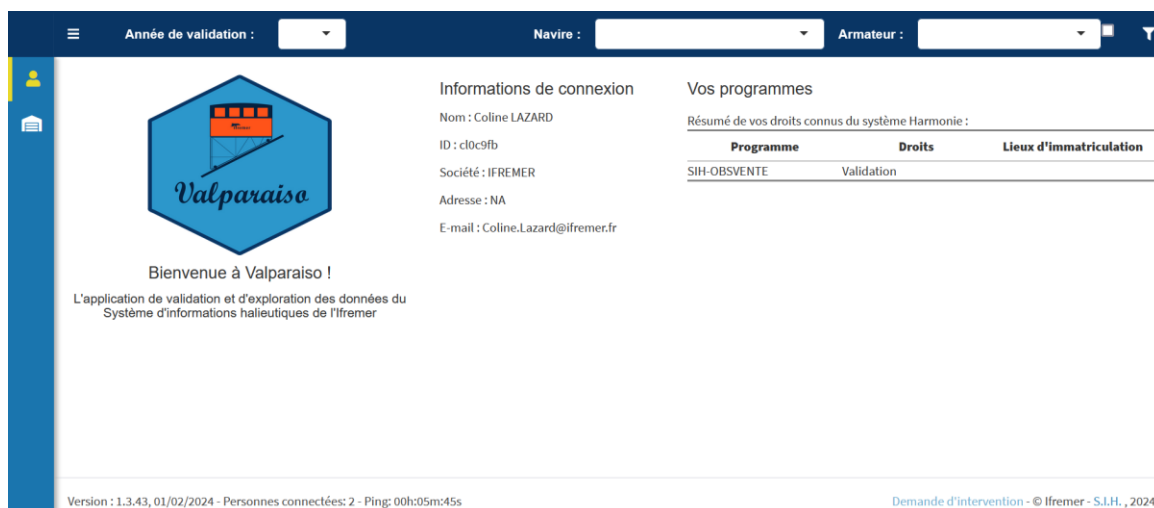 Année de validation :
Navire :
Armateur :
Valparaiso
Bienvenue à Valparaiso !
L'application de validation et d'exploration des données du
Système d'informations halieutiques de l'Ifremer
Informations de connexion
Nom : Coline LAZARD
ID : cl0c9fb
Société : IFREMER
Adresse : NA
E-mail : Coline.Lazard@ifremer.fr
Vos programmes
Résumé de vos droits connus du système Harmonie :
Programme Droits Lieux d'immatriculation
SIH-OBSVENTE Validation
Version : 1.3.43, 01/02/2024 - Personnes connectées: 2 - Ping: 00h:05m:45s
Demande d'intervention - © Ifremer - S.I.H. , 2024